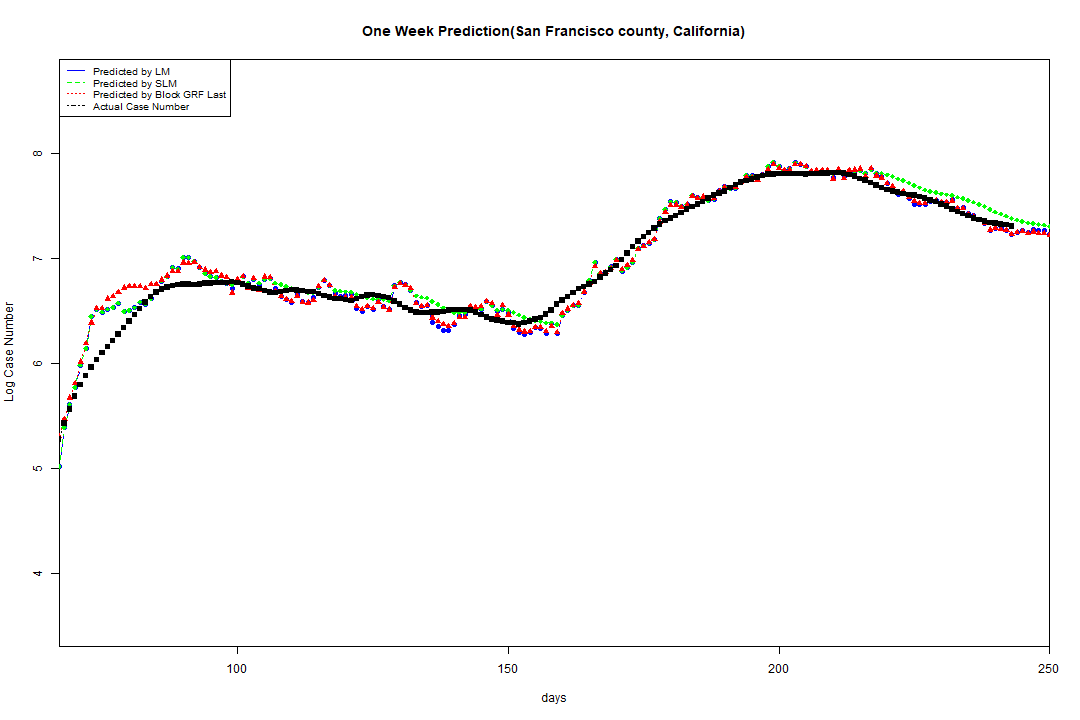 One Week Prediction(San Francisco county, California)
Predicted by LM
Predicted by SLM
Predicted by Block GRF Last
Actual Case Number
8
7
6
5
4
Log Case Number
100 150 200 250
days